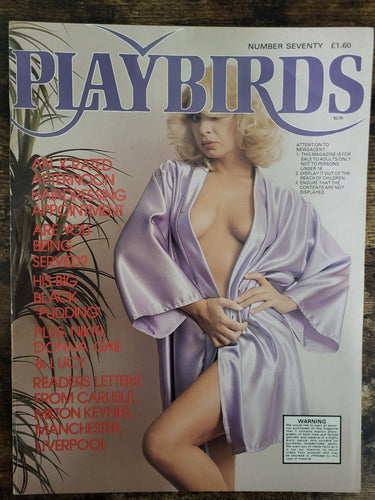 NUMBER SEVENTY £1.60
PLAYBIRDS
ATTENTION TO
NEWSAGENT:
1. THIS MAGAZINE IS FOR
SALE TO ADULTS ONLY,
NOT TO PERSONS
UNDER 18
2. DISPLAY IT OUT OF THE
REACH OF CHILDREN.
3. ENSURE THAT THE
CONTENTS ARE NOT
DISPLAYED.
AN X-RATED
AFTERNOON
HAIRDRESSING
APPOINTMENT
ARE YOU
BEING
SERVED?
HIS BIG
BLACK
"PUDDING"
PLUS: NIKKI,
DONNA, GAIL
& LUCY
READERS LETTERS
FROM CARLISLE,
MILTON KEYNES,
MANCHESTER,
LIVERPOOL
WARNING